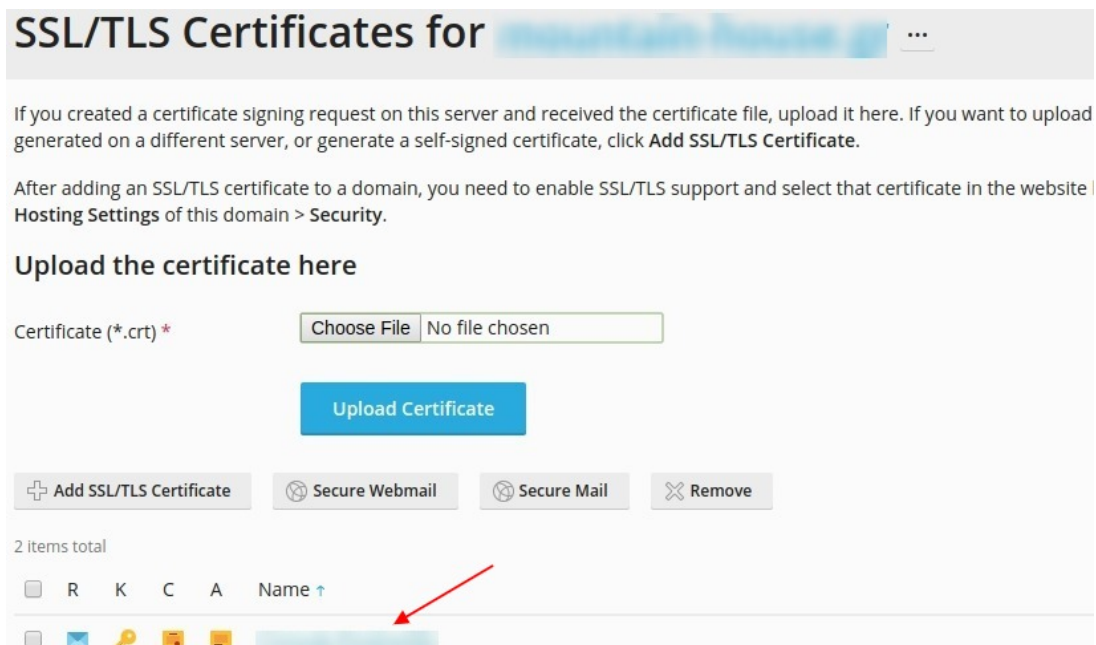 SSL/TLS Certificates for ...
If you created a certificate signing request on this server and received the certificate file, upload it here. If you want to upload
generated on a different server, or generate a self-signed certificate, click Add SSL/TLS Certificate.
After adding an SSL/TLS certificate to a domain, you need to enable SSL/TLS support and select that certificate in the website
Hosting Settings of this domain > Security.
Upload the certificate here
Certificate (*.crt) *
Choose File No file chosen
Upload Certificate
Add SSL/TLS Certificate Secure Webmail Secure Mail Remove
2 items total
R K C A Name ↑